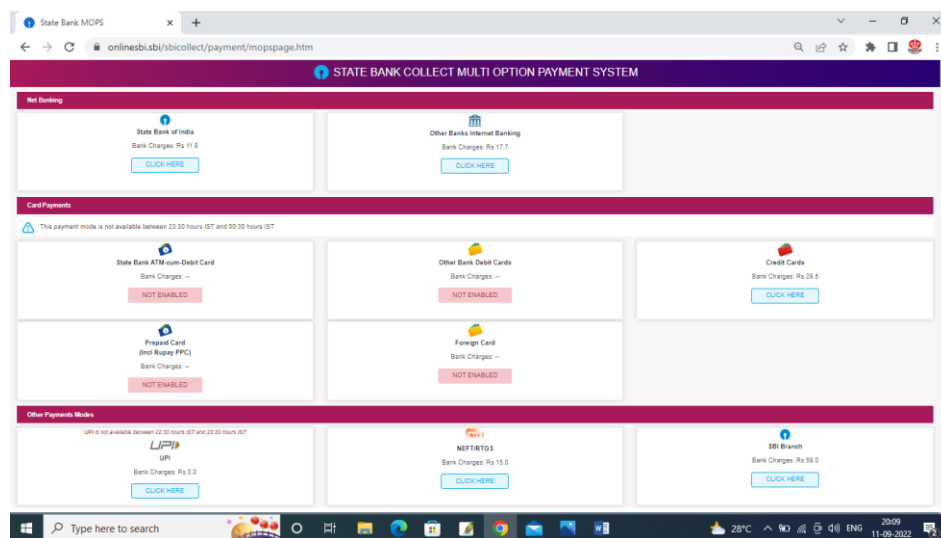 State Bank MOPS
onlinesbi.sbi/sbicollect/payment/mopspage.htm
STATE BANK COLLECT MULTI OPTION PAYMENT SYSTEM
Net Banking
State Bank of India
Bank Charges: Rs 11.8
CLICK HERE
Other Banks Internet Banking
Bank Charges: Rs 17.7
CLICK HERE
Card Payments
This payment mode is not available between 23:30 hours IST and 00:30 hours IST
State Bank ATM-cum-Debit Card
Bank Charges: --
NOT ENABLED
Other Bank Debit Cards
Bank Charges: --
NOT ENABLED
Credit Cards
Bank Charges: Rs 29.5
CLICK HERE
Prepaid Card
(Incl Rupay PPC)
Bank Charges: --
NOT ENABLED
Foreign Card
Bank Charges: --
NOT ENABLED
Other Payments Modes
UPI is not available between 22:30 hours IST and 23:30 hours IST
UPI
UPI
Bank Charges: Rs 0.0
CLICK HERE
NEFT
NEFT/RTGS
Bank Charges: Rs 15.0
CLICK HERE
SBI Branch
Bank Charges: Rs 59.0
CLICK HERE
Type here to search
28°C
ENG
20:09
11-09-2022